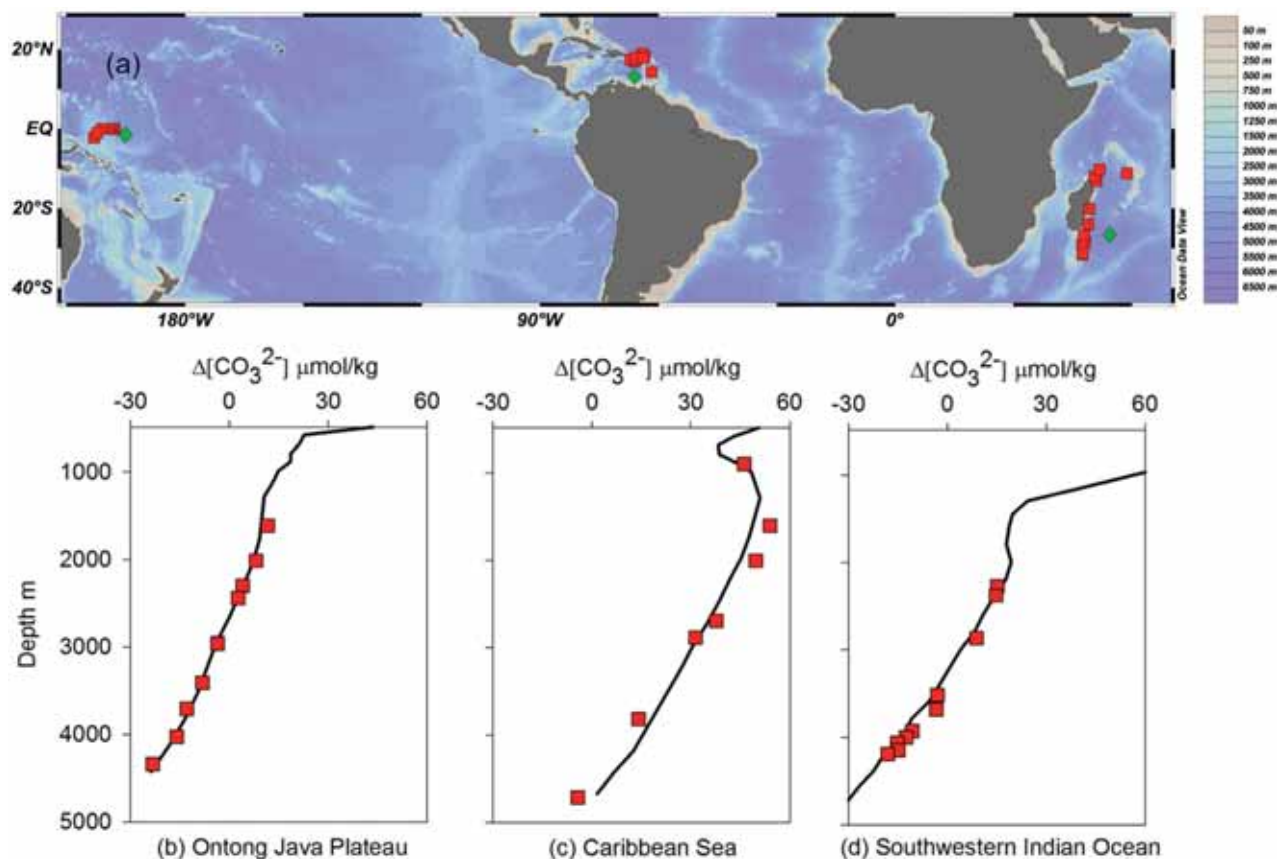 (a)
20°N
EQ
20°S
40°S
180°W
90°W
0°
Ocean Data View
50 m
100 m
250 m
500 m
750 m
1000 m
1250 m
1500 m
2000 m
2500 m
3000 m
3500 m
4000 m
4500 m
5000 m
5500 m
6000 m
6500 m
Δ[CO₃²⁻] μmol/kg
-30 0 30 60
Depth m
1000
2000
3000
4000
5000
(b) Ontong Java Plateau
Δ[CO₃²⁻] μmol/kg
-30 0 30 60
(c) Caribbean Sea
Δ[CO₃²⁻] μmol/kg
-30 0 30 60
(d) Southwestern Indian Ocean